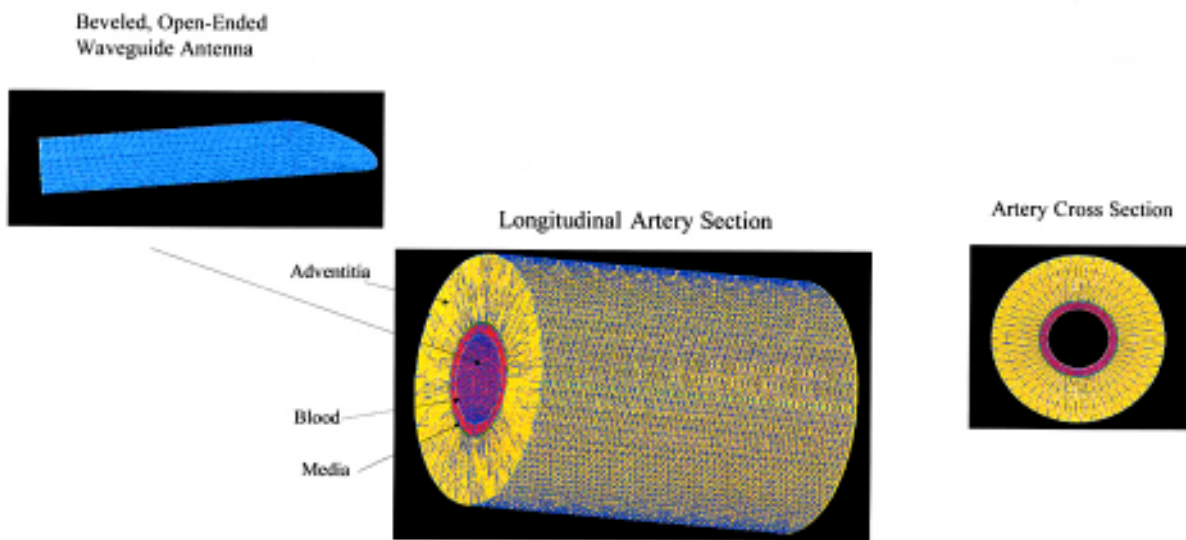 Beveled, Open-Ended
Waveguide Antenna
Longitudinal Artery Section
Artery Cross Section
Adventitia
Blood
Media